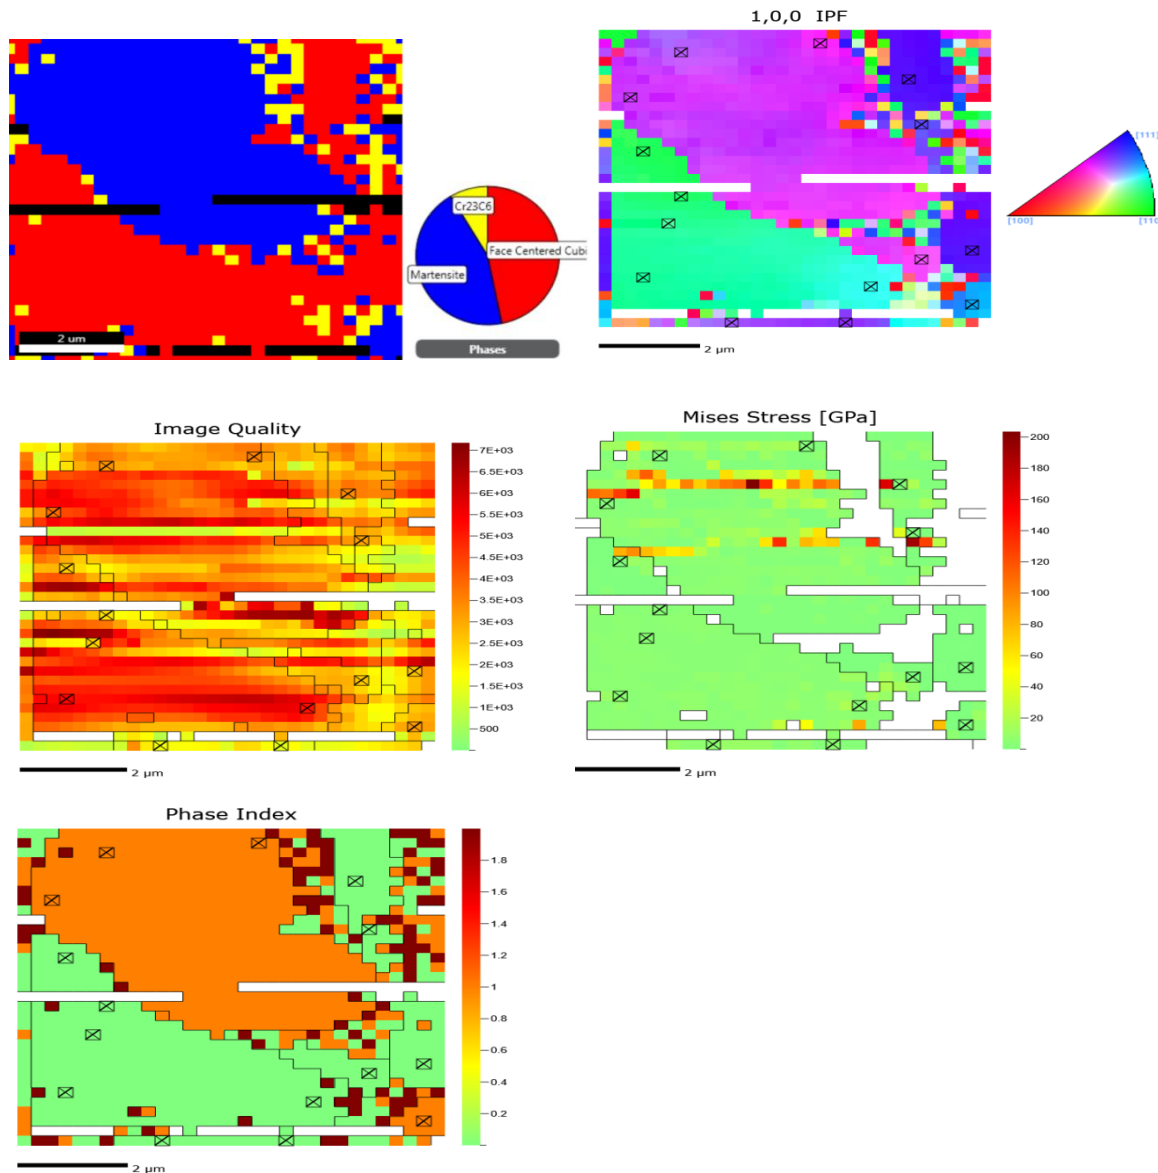 1,0,0 IPF
Cr23C6
Face Centered Cubi
Martensite
Phases
2 um
[111]
[100]
[110
2 µm
Image Quality
7E+03
6.5E+03
6E+03
5.5E+03
5E+03
4.5E+03
4E+03
3.5E+03
3E+03
2.5E+03
2E+03
1.5E+03
1E+03
500
2 µm
Mises Stress [GPa]
200
180
160
140
120
100
80
60
40
20
2 µm
Phase Index
1.8
1.6
1.4
1.2
1
0.8
0.6
0.4
0.2
2 µm